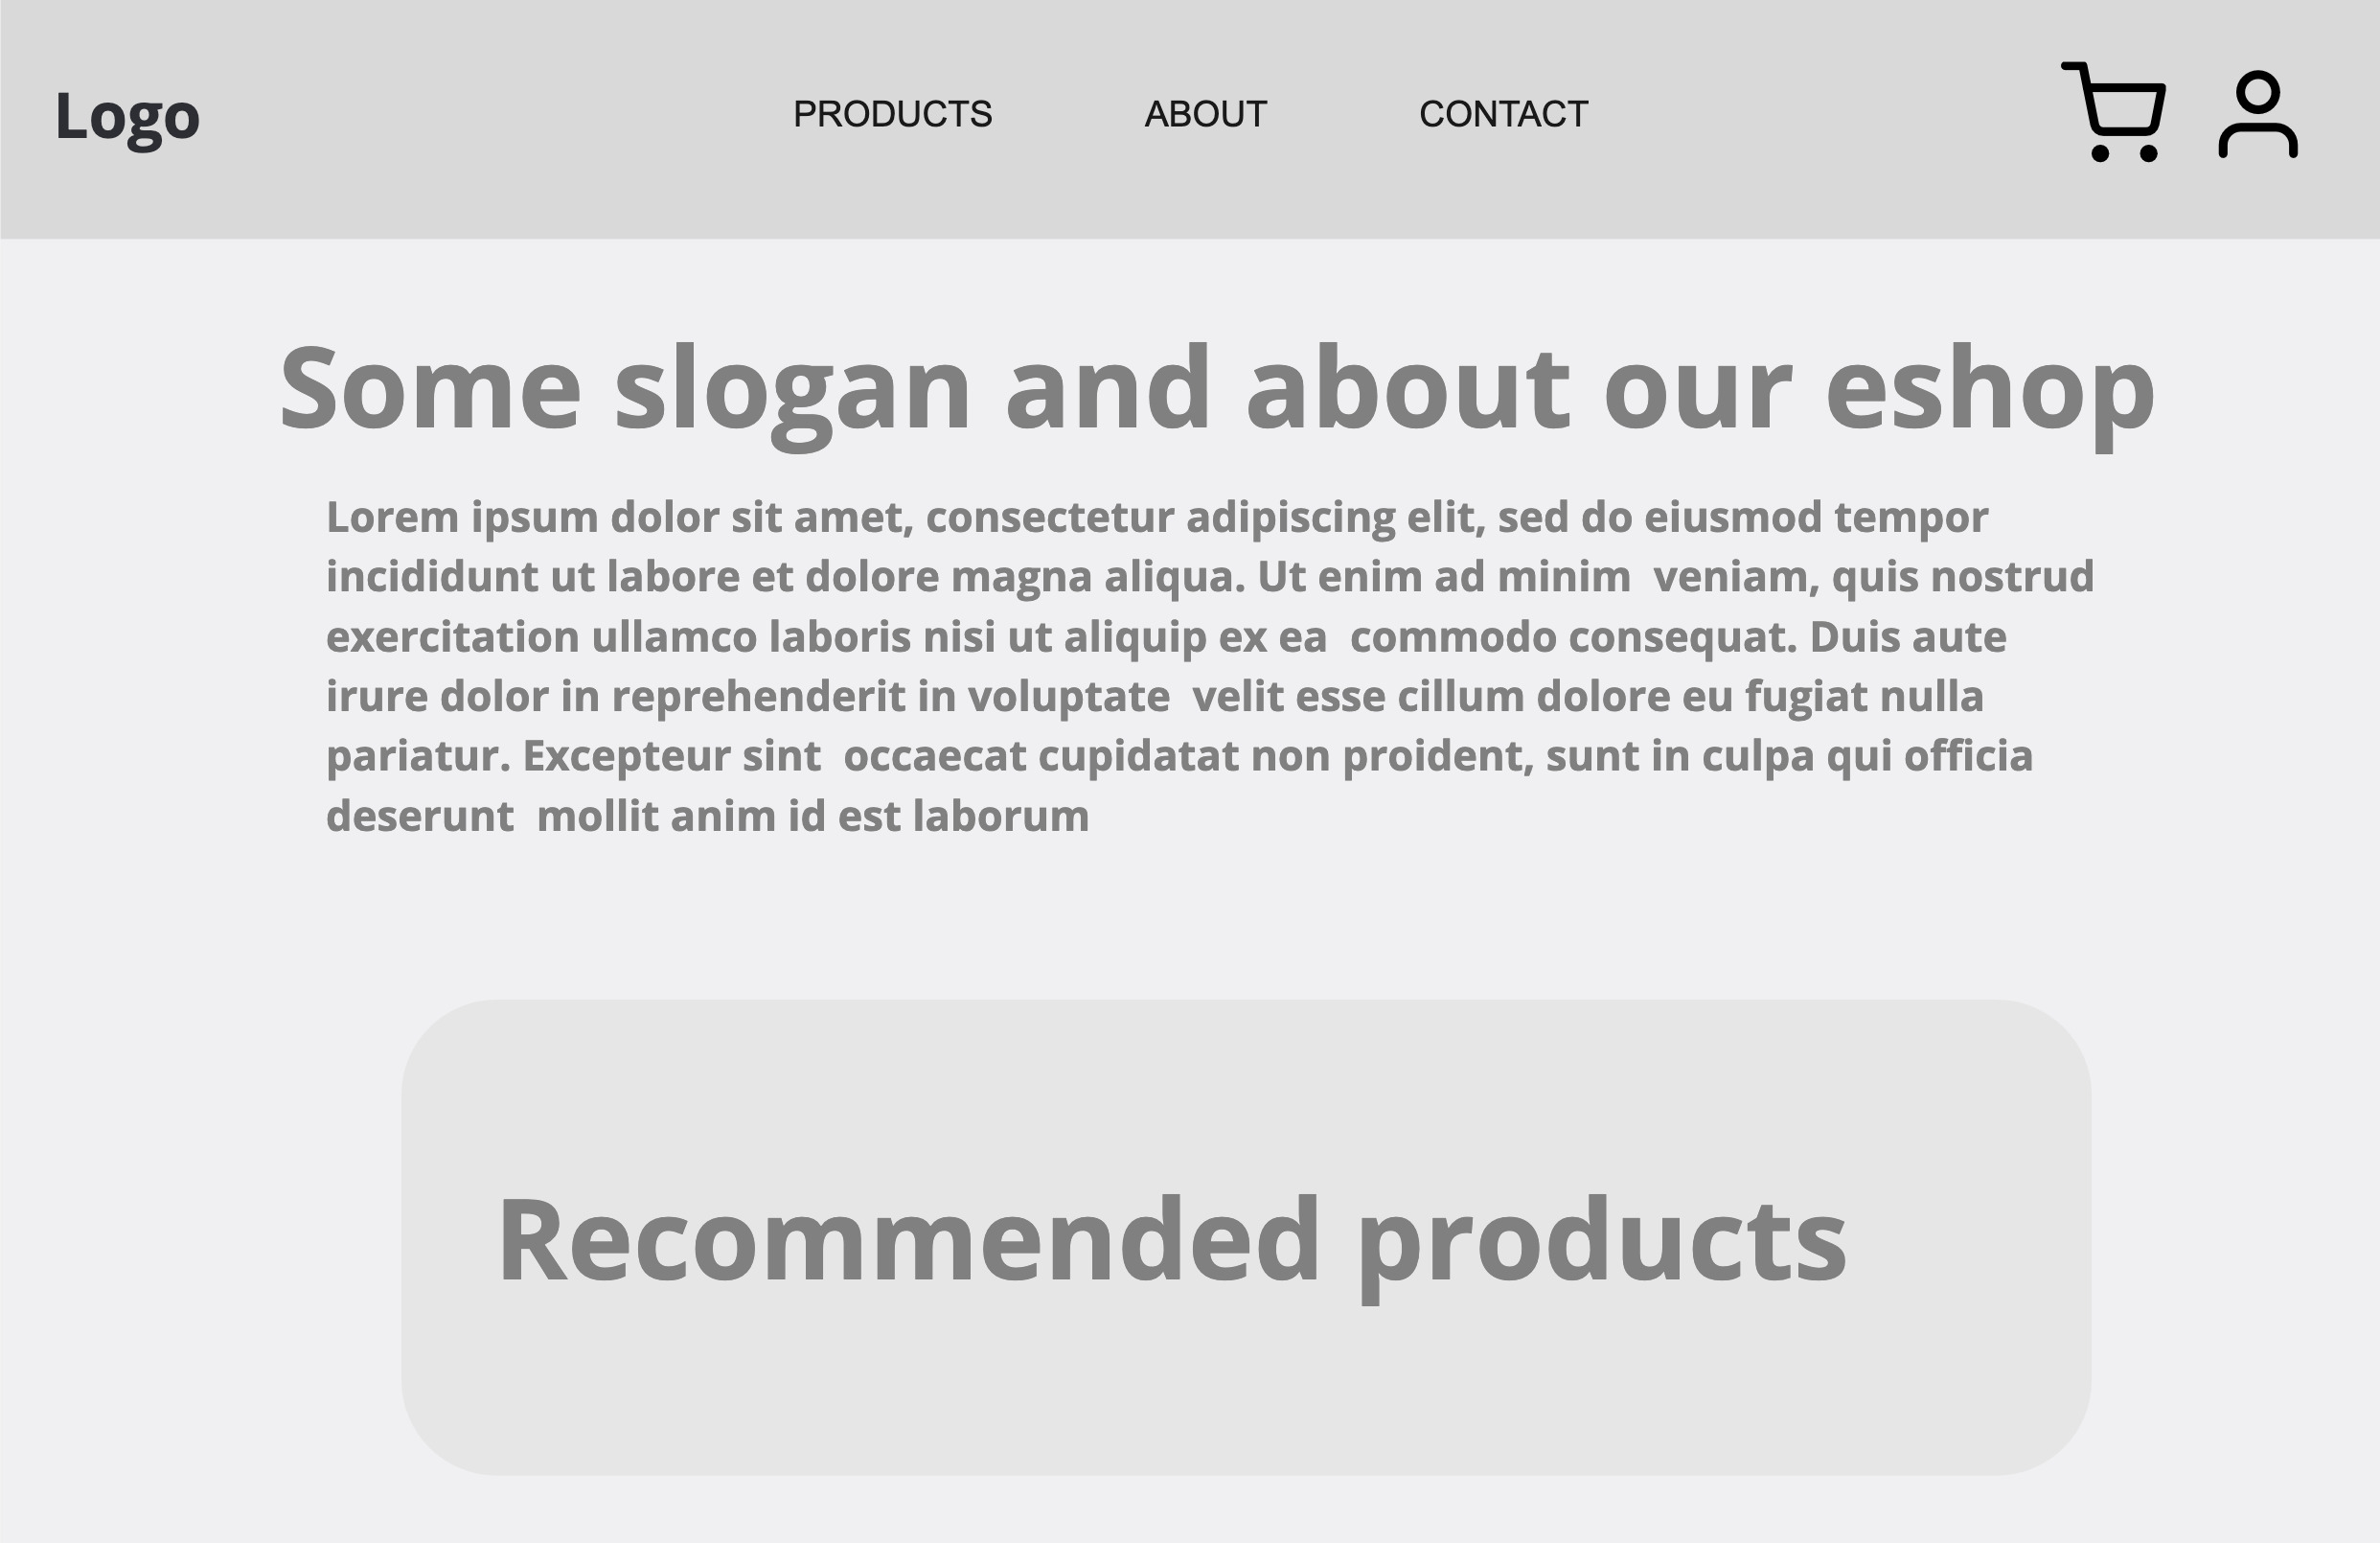 Logo
PRODUCTS ABOUT CONTACT
Some slogan and about our eshop
Lorem ipsum dolor sit amet, consectetur adipiscing elit, sed do eiusmod tempor
incididunt ut labore et dolore magna aliqua. Ut enim ad minim  veniam, quis nostrud
exercitation ullamco laboris nisi ut aliquip ex ea  commodo consequat. Duis aute
irure dolor in reprehenderit in voluptate  velit esse cillum dolore eu fugiat nulla
pariatur. Excepteur sint  occaecat cupidatat non proident, sunt in culpa qui officia
deserunt  mollit anim id est laborum
Recommended products